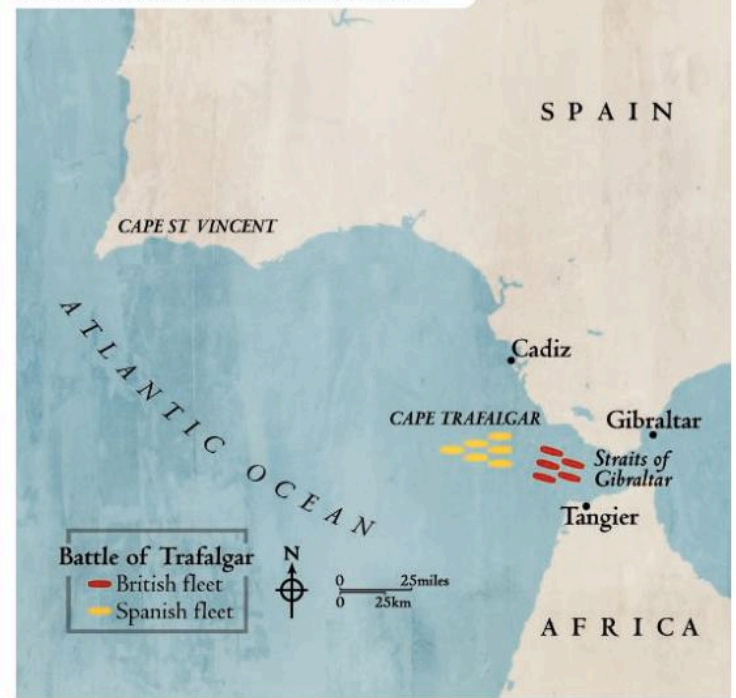 SPAIN
CAPE ST VINCENT
ATLANTIC OCEAN
Cadiz
CAPE TRAFALGAR
Gibraltar
Straits of
Gibraltar
Tangier
Battle of Trafalgar
British fleet
Spanish fleet
N
0 25miles
0 25km
AFRICA